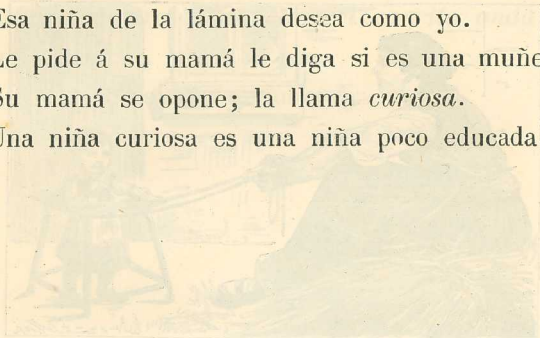 Esa niña de la lámina desea como yo.
Le pide á su mamá le diga si es una muñe
Su mamá se opone; la llama curiosa.
Una niña curiosa es una niña poco educada